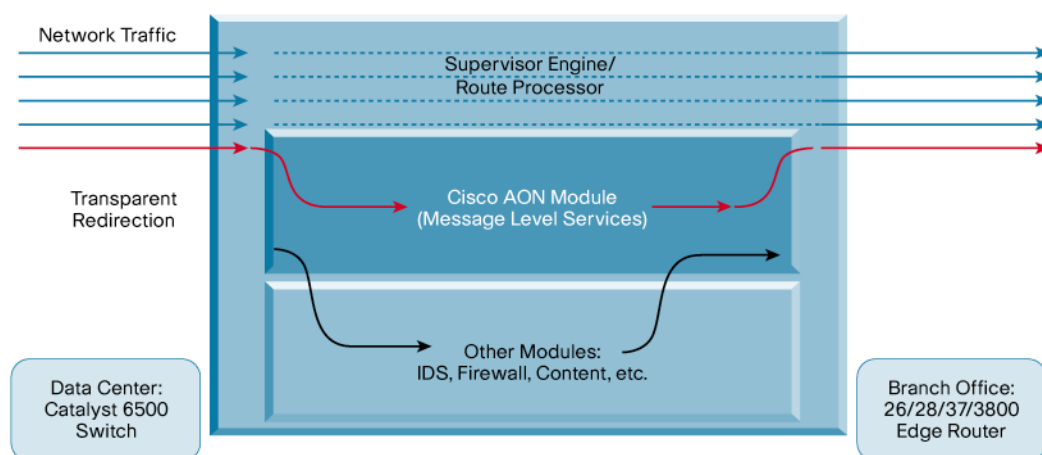 Network Traffic
Supervisor Engine/
Route Processor
Transparent
Redirection
Cisco AON Module
(Message Level Services)
Other Modules:
IDS, Firewall, Content, etc.
Data Center:
Catalyst 6500
Switch
Branch Office:
26/28/37/3800
Edge Router